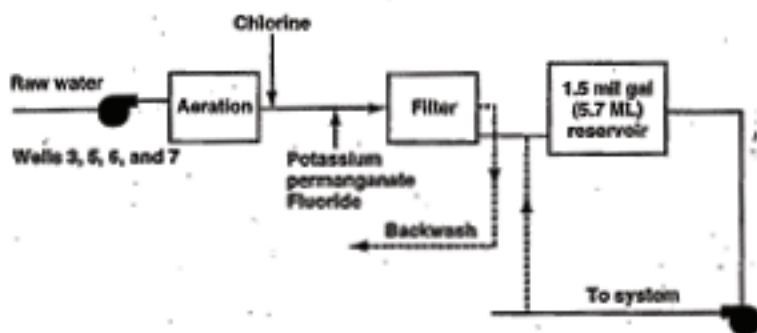 Chlorine
Raw water
Aeration
Filter
1.5 mil gal
(5.7 ML)
reservoir
Wells 3, 5, 6, and 7
Potassium
permanganate
Fluoride
Backwash
To system